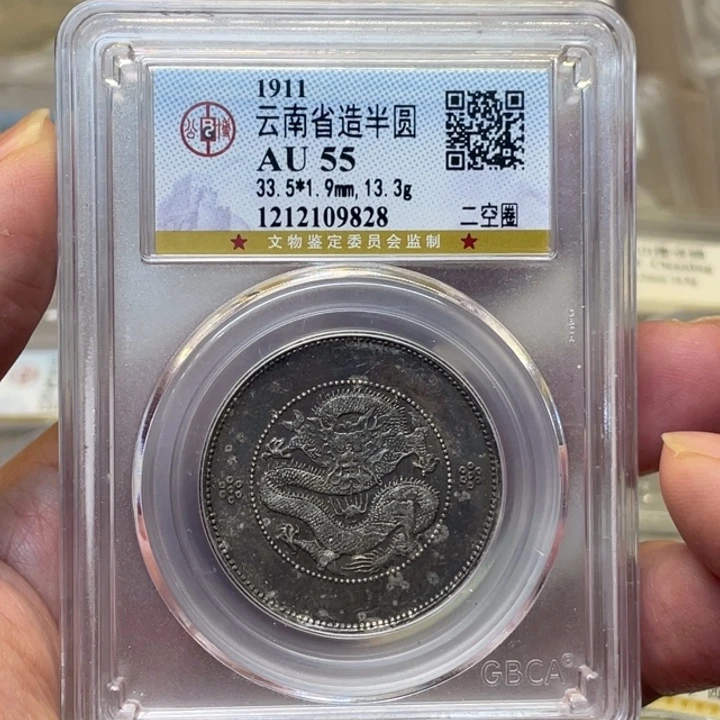 1911
云南省造半圆
AU 55
33.5*1.9mm, 13.3g
1212109828 二空圈
★ 文物鉴定委员会监制 ★
GBCA